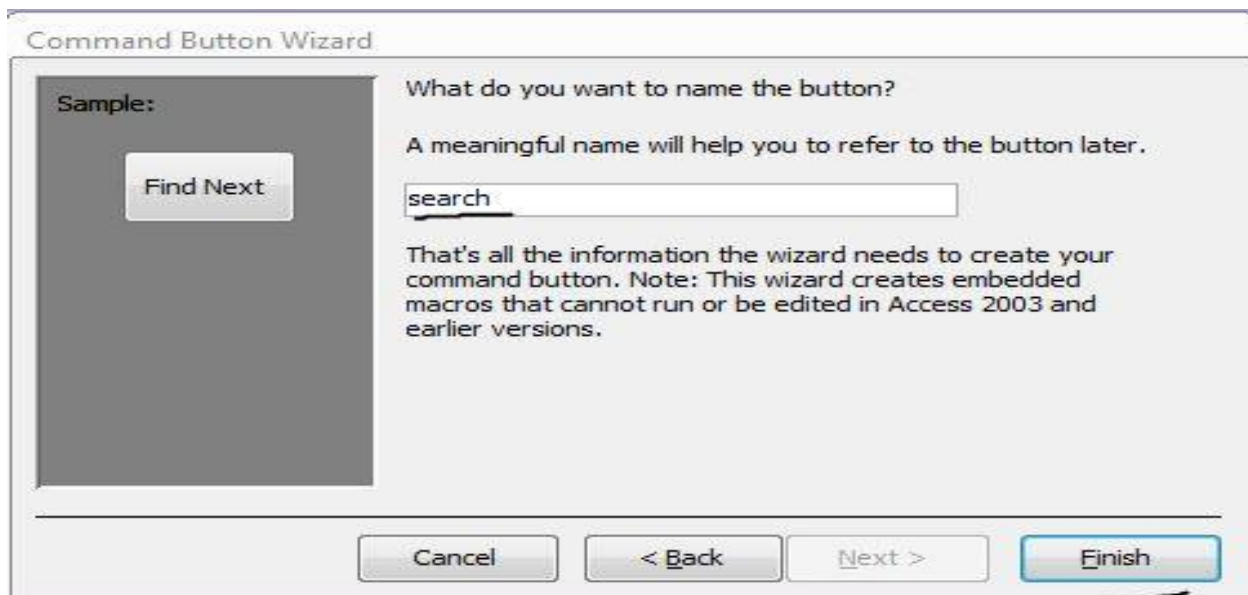 Command Button Wizard
Sample:
Find Next
What do you want to name the button?
A meaningful name will help you to refer to the button later.
search
That's all the information the wizard needs to create your
command button. Note: This wizard creates embedded
macros that cannot run or be edited in Access 2003 and
earlier versions.
Cancel
< Back
Next >
Finish